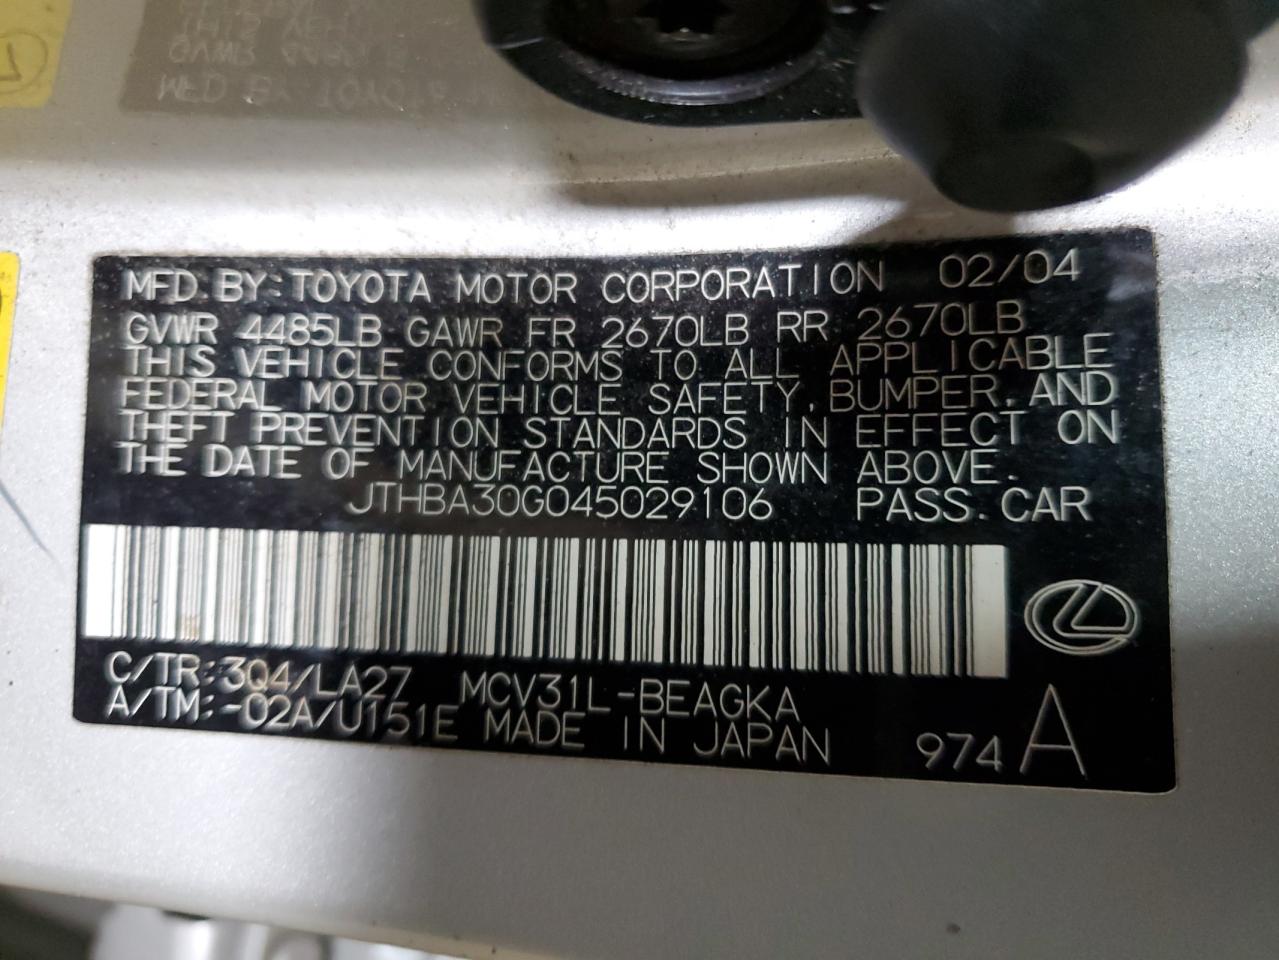 MFD. BY: TOYOTA MOTOR CORPORATION 02/04
GVWR 4485LB GAWR FR 2670LB RR 2670LB
THIS VEHICLE CONFORMS TO ALL APPLICABLE
FEDERAL MOTOR VEHICLE SAFETY, BUMPER, AND
THEFT PREVENTION STANDARDS IN EFFECT ON
THE DATE OF MANUFACTURE SHOWN ABOVE.
JTHBA30G045029106 PASS. CAR
C/TR: 3Q4/LA27 MCV31L-BEAGKA
A/TM: -02A/U151E MADE IN JAPAN 974 A